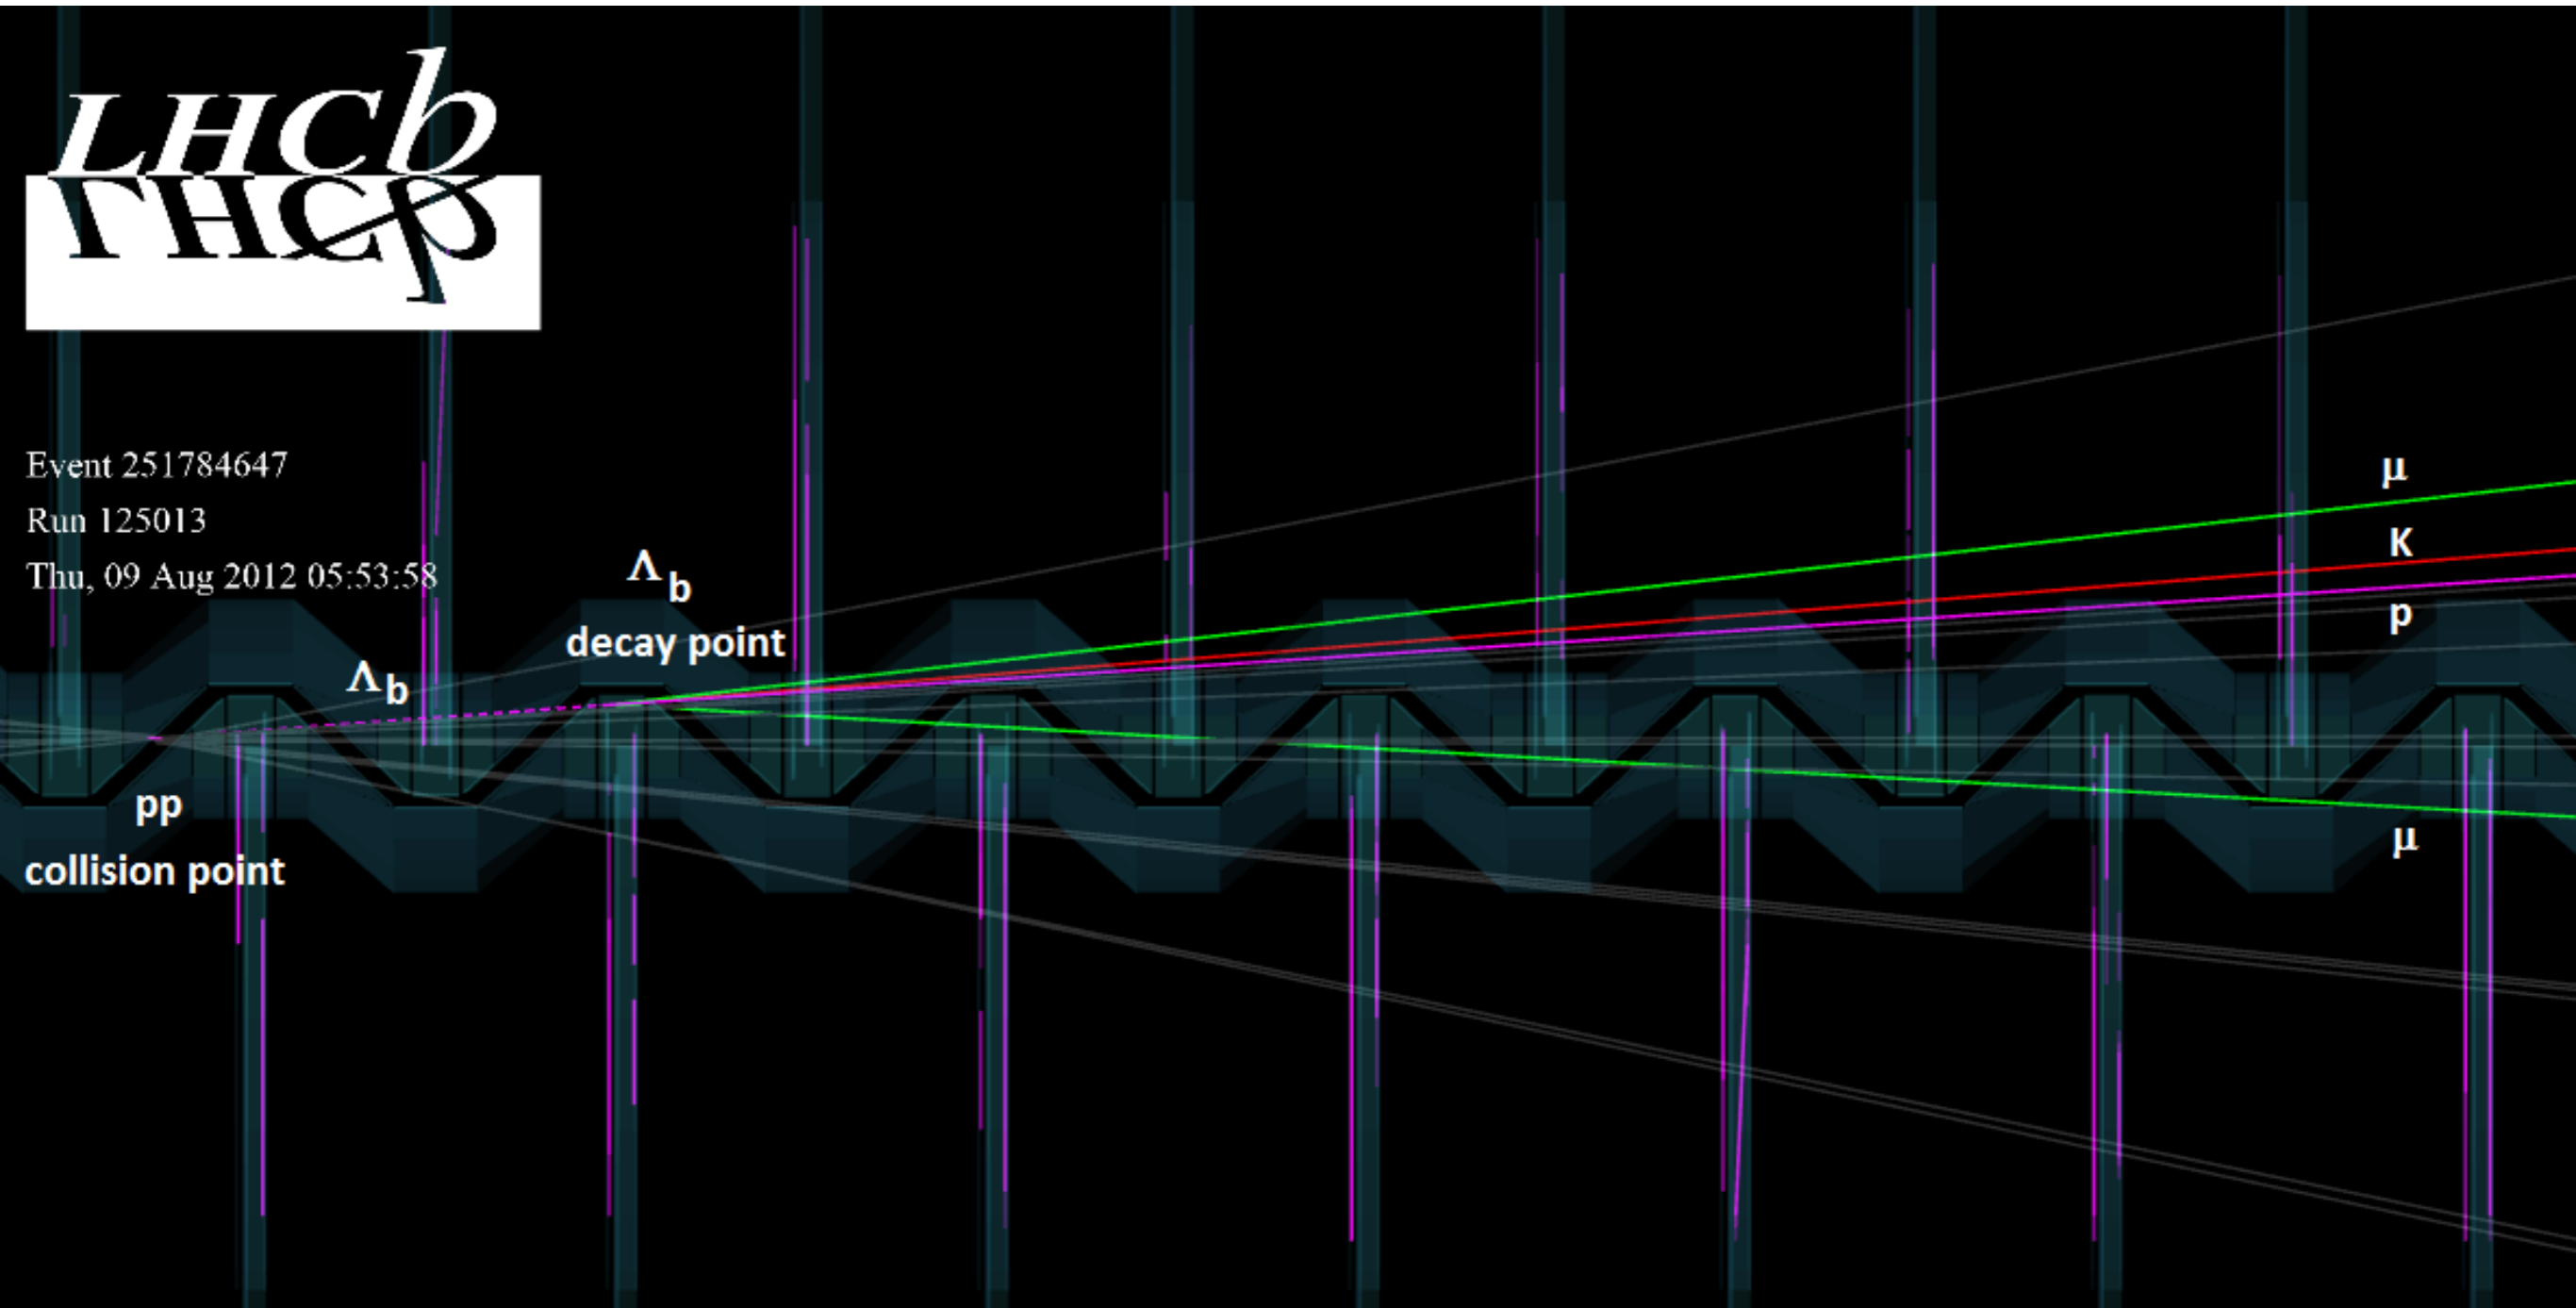 LHCb
LHCb
Event 251784647
Run 125013
Thu, 09 Aug 2012 05:53:58
Λb
decay point
Λb
pp
collision point
μ
K
p
μ